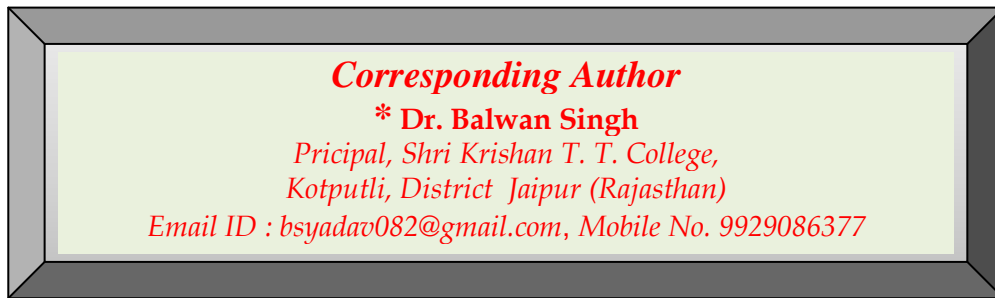 Corresponding Author
* Dr. Balwan Singh
Pricipal, Shri Krishan T. T. College,
Kotputli, District Jaipur (Rajasthan)
Email ID : bsyadav082@gmail.com, Mobile No. 9929086377